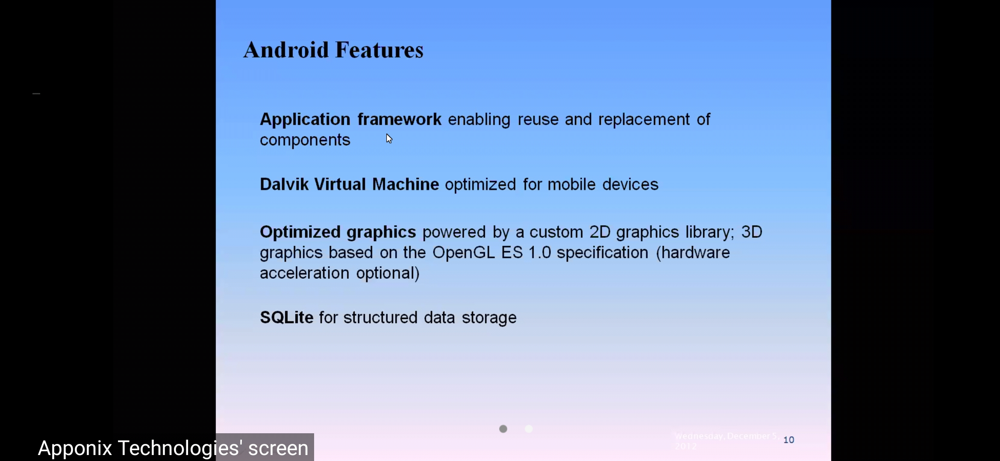 Android Features
Application framework enabling reuse and replacement of
components
Dalvik Virtual Machine optimized for mobile devices
Optimized graphics powered by a custom 2D graphics library; 3D
graphics based on the OpenGL ES 1.0 specification (hardware
acceleration optional)
SQLite for structured data storage
Wednesday, December 5,
2012
10
Apponix Technologies' screen